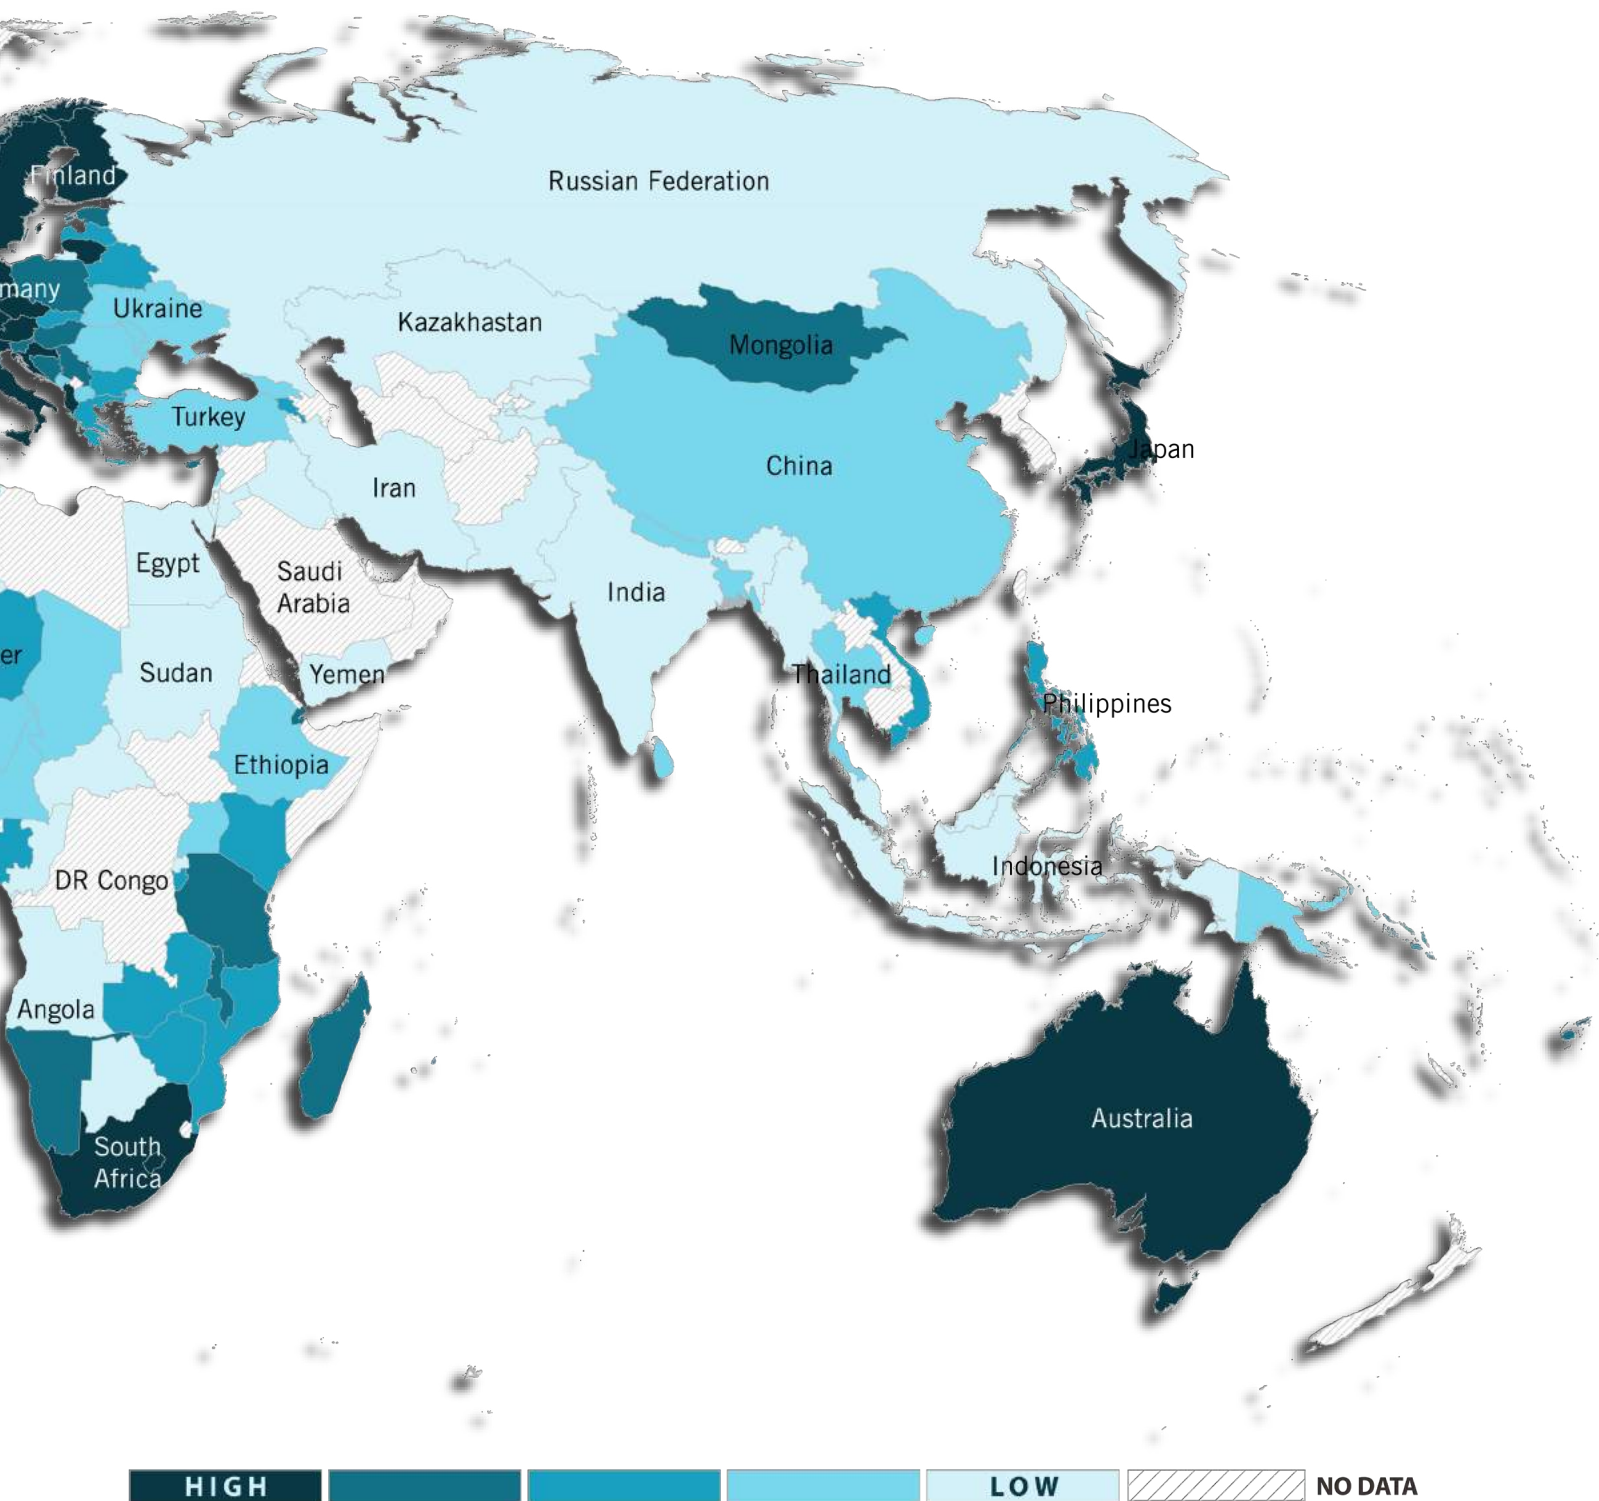 Finland
Russian Federation
many
Ukraine
Kazakhastan
Mongolia
Turkey
Japan
China
Iran
Egypt
Saudi
Arabia
India
er
Sudan
Yemen
Thailand
Philippines
Ethiopia
DR Congo
Indonesia
Angola
Australia
South
Africa
HIGH
LOW
NO DATA